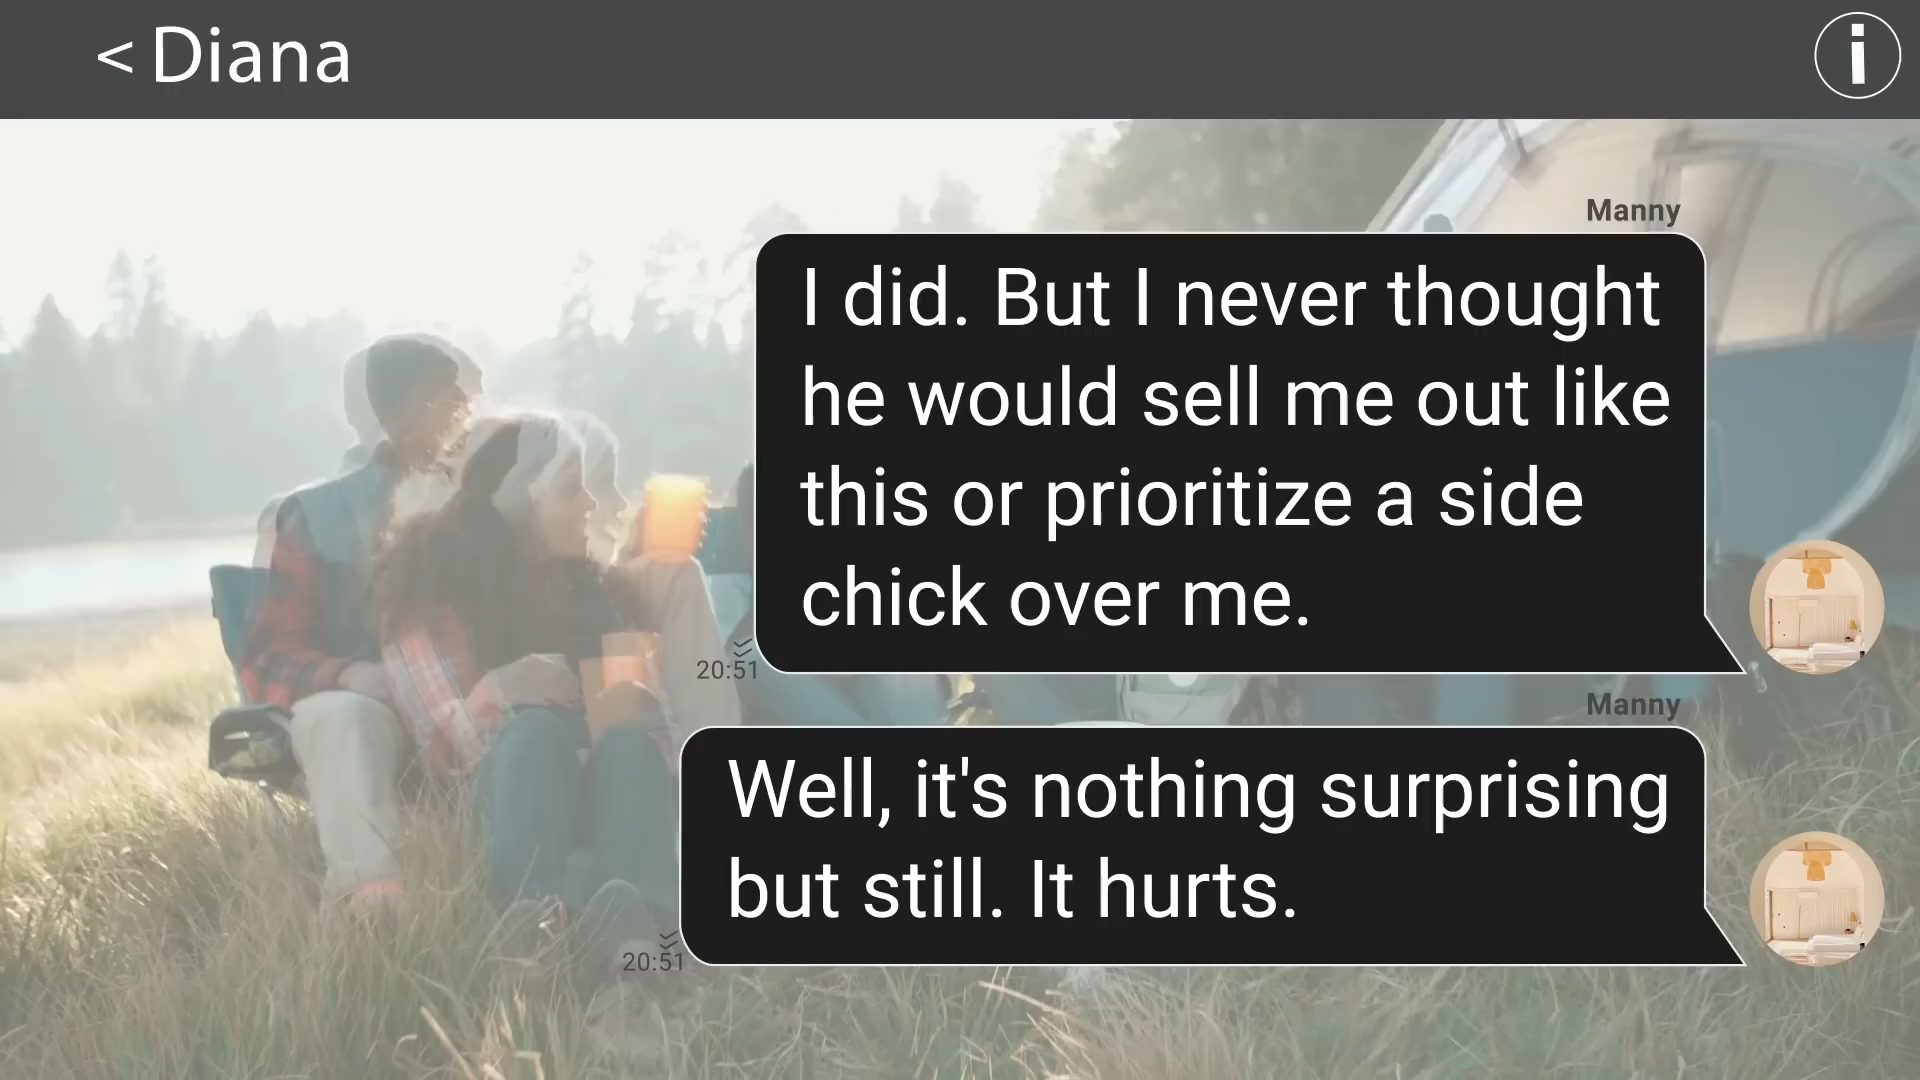 < Diana
i
Manny
I did. But I never thought
he would sell me out like
this or prioritize a side
chick over me.
20:51
Manny
Well, it's nothing surprising
but still. It hurts.
20:51